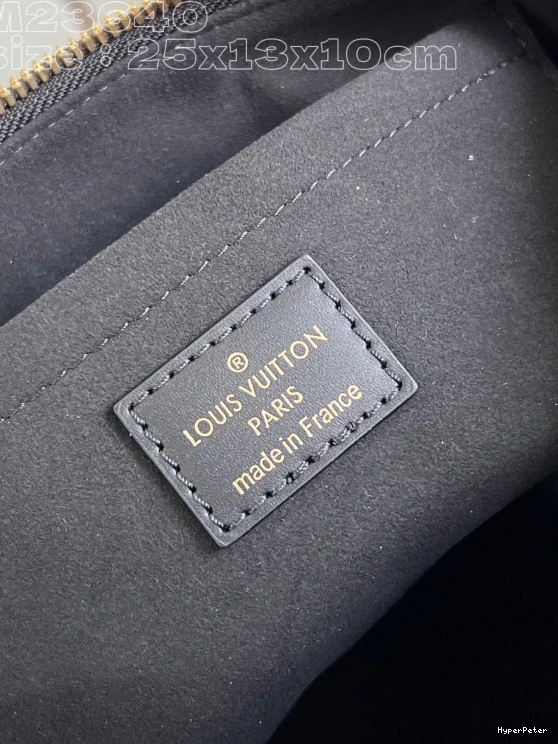 M23640
size : 25x13x10cm
®
LOUIS VUITTON
PARIS
made in France
HyperPeter